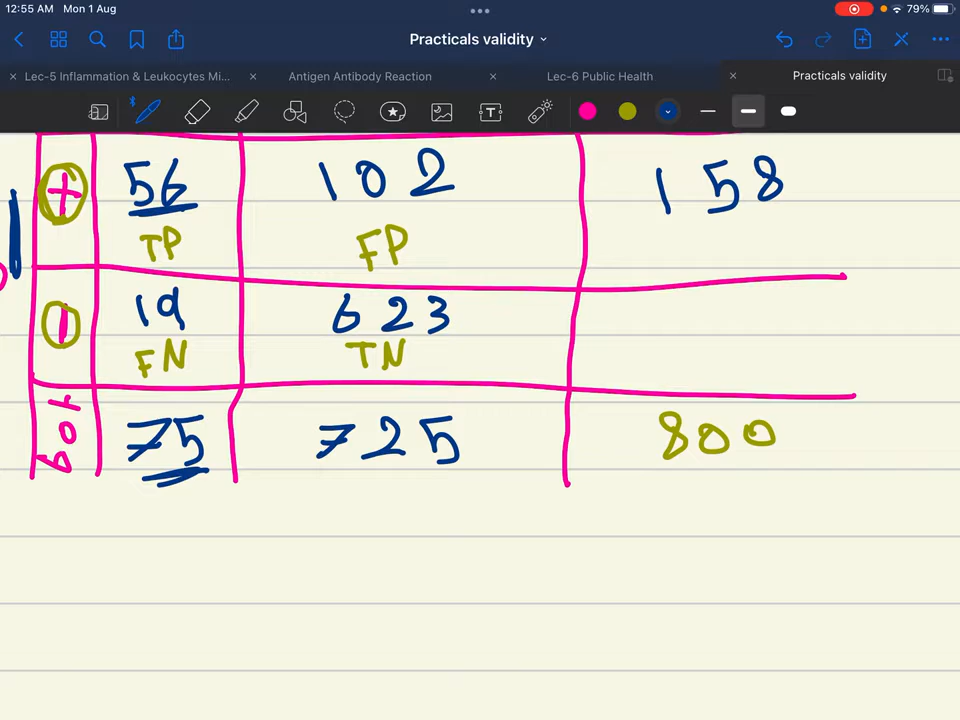 12:55 AM Mon 1 Aug
79%
Practicals validity
Lec-5 Inflammation & Leukocytes Mi...
Antigen Antibody Reaction
Lec-6 Public Health
Practicals validity
+ 56 102 158
TP FP
- 19 623
FN TN
75 725 800